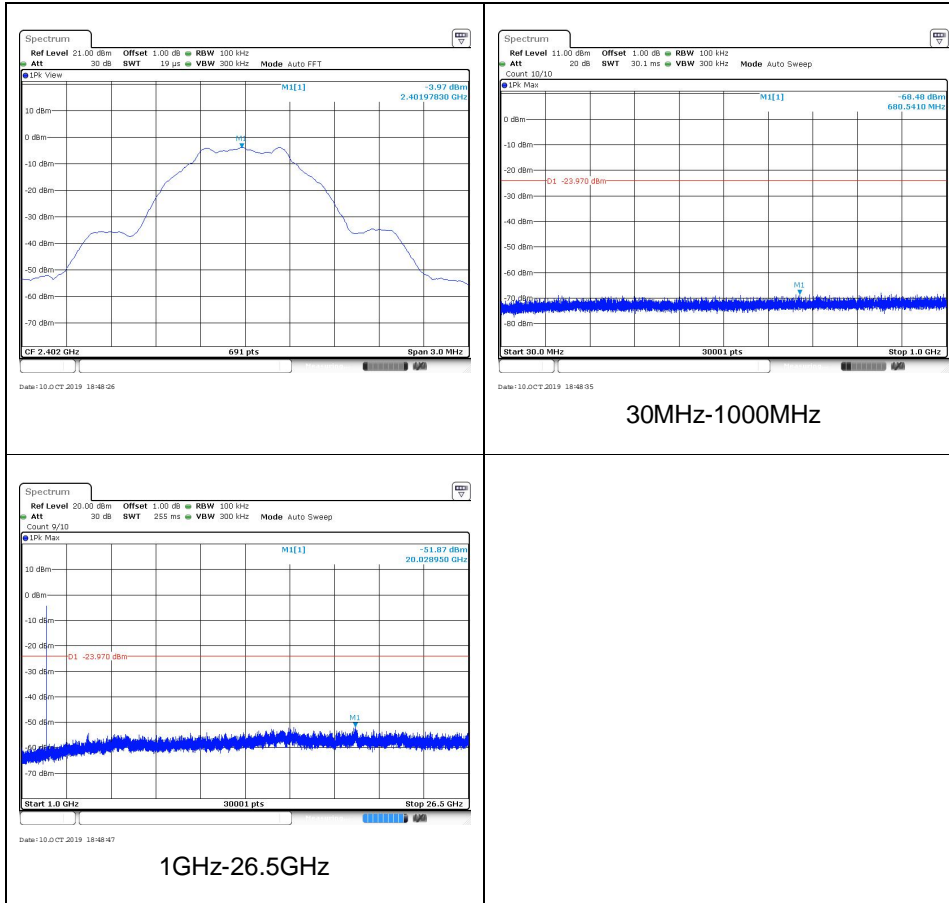 Spectrum
Ref Level 21.00 dBm Offset 1.00 dB RBW 100 kHz
Att 30 dB SWT 19 µs VBW 300 kHz Mode Auto FFT
1Pk View
M1[1] -3.97 dBm
2.40197830 GHz
10 dBm
0 dBm
M1
-10 dBm
-20 dBm
-30 dBm
-40 dBm
-50 dBm
-60 dBm
-70 dBm
CF 2.402 GHz 691 pts Span 3.0 MHz
Date: 10.OCT.2019 18:48:26
Spectrum
Ref Level 11.00 dBm Offset 1.00 dB RBW 100 kHz
Att 20 dB SWT 30.1 ms VBW 300 kHz Mode Auto Sweep
Count 10/10
1Pk Max
M1[1] -68.48 dBm
680.5410 MHz
0 dBm
-10 dBm
-20 dBm
D1 -23.970 dBm
-30 dBm
-40 dBm
-50 dBm
-60 dBm
M1
-70 dBm
-80 dBm
Start 30.0 MHz 30001 pts Stop 1.0 GHz
Date: 10.OCT.2019 18:48:35
30MHz-1000MHz
Spectrum
Ref Level 20.00 dBm Offset 1.00 dB RBW 100 kHz
Att 30 dB SWT 255 ms VBW 300 kHz Mode Auto Sweep
Count 9/10
1Pk Max
M1[1] -51.87 dBm
20.028950 GHz
10 dBm
0 dBm
-10 dBm
-20 dBm
D1 -23.970 dBm
-30 dBm
-40 dBm
-50 dBm
M1
-60 dBm
-70 dBm
Start 1.0 GHz 30001 pts Stop 26.5 GHz
Date: 10.OCT.2019 18:48:47
1GHz-26.5GHz